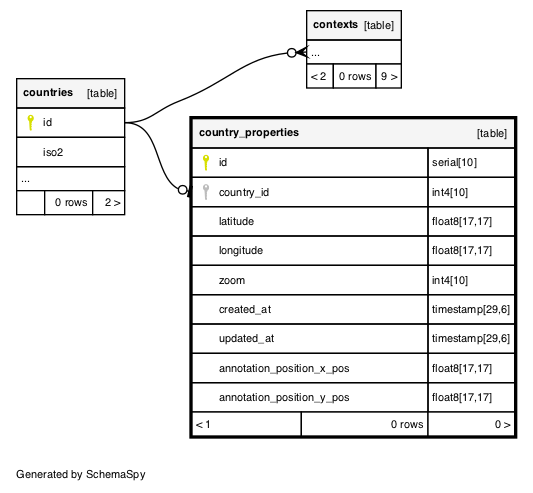 contexts [table]
...
< 2 0 rows 9 >
countries [table]
id
iso2
...
0 rows 2 >
country_properties [table]
id serial[10]
country_id int4[10]
latitude float8[17,17]
longitude float8[17,17]
zoom int4[10]
created_at timestamp[29,6]
updated_at timestamp[29,6]
annotation_position_x_pos float8[17,17]
annotation_position_y_pos float8[17,17]
< 1 0 rows 0 >
Generated by SchemaSpy